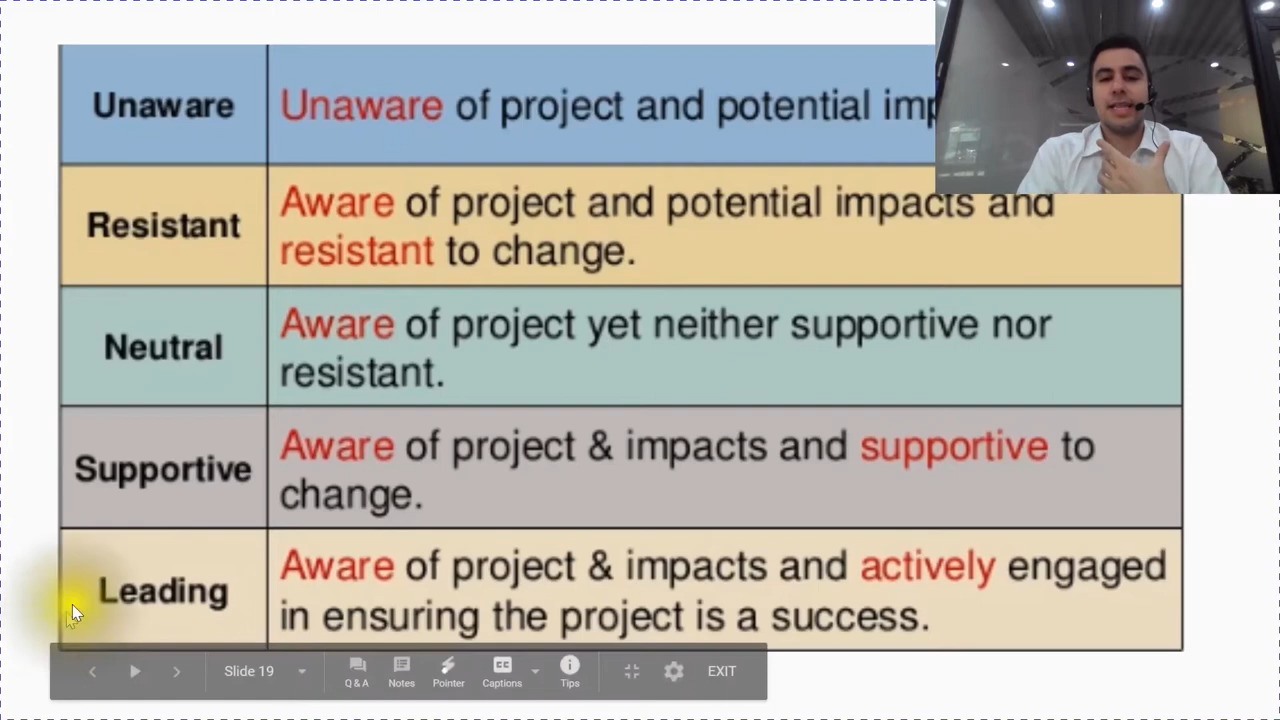 Unaware
Unaware of project and potential
Resistant
Aware of project and potential impacts and
resistant to change.
Neutral
Aware of project yet neither supportive nor
resistant.
Supportive
Aware of project & impacts and supportive to
change.
Leading
Aware of project & impacts and actively engaged
in ensuring the project is a success.
Slide 19
Q & A
Notes
Pointer
Captions
Tips
EXIT
CC